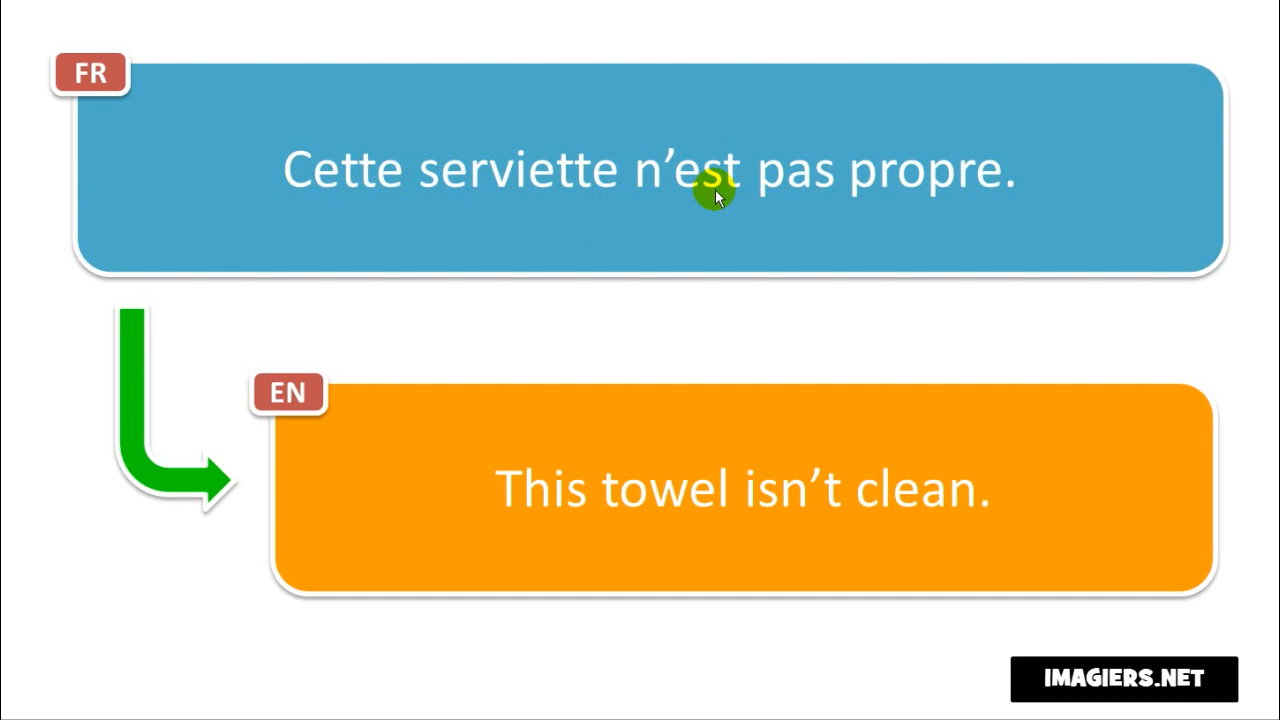 FR
Cette serviette n’est pas propre.
EN
This towel isn’t clean.
IMAGIERS.NET